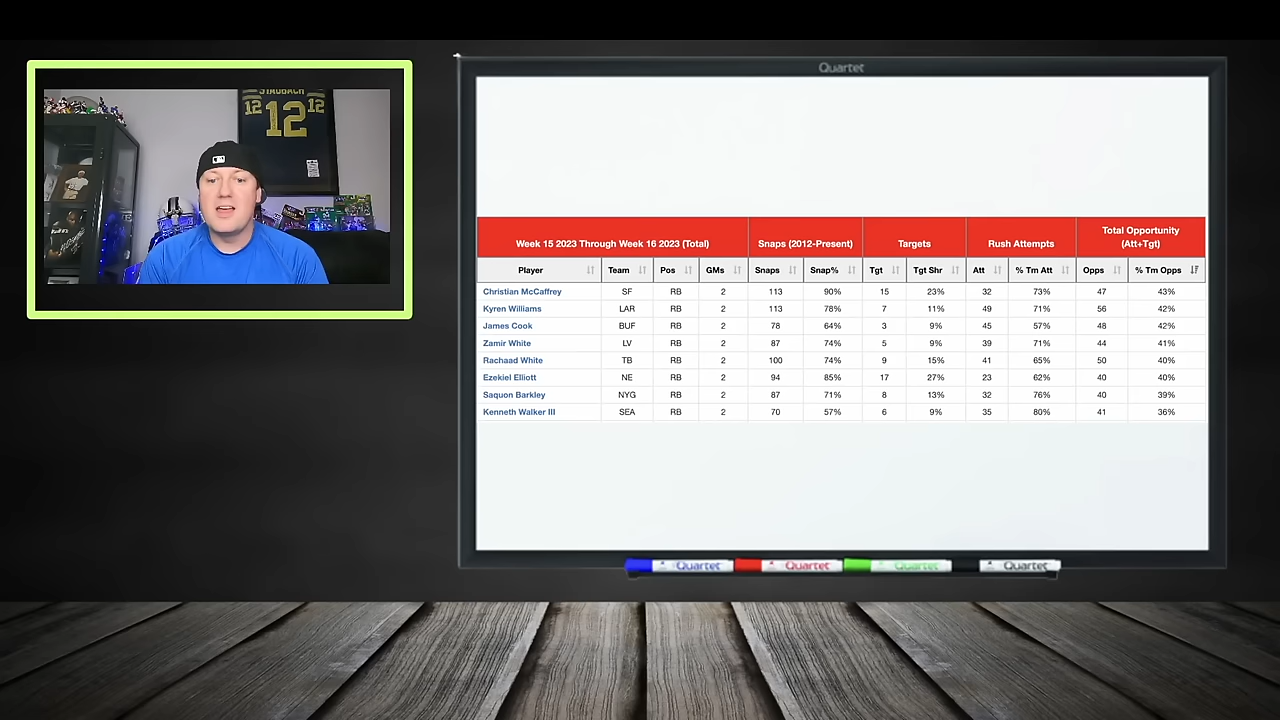 Quartet
STAUBACH
12 12 12
Week 15 2023 Through Week 16 2023 (Total) Snaps (2012-Present) Targets Rush Attempts Total Opportunity (Att+Tgt)
Player Team Pos GMs Snaps Snap% Tgt Tgt Shr Att % Tm Att Opps % Tm Opps
Christian McCaffrey SF RB 2 113 90% 15 23% 32 73% 47 43%
Kyren Williams LAR RB 2 113 78% 7 11% 49 71% 56 42%
James Cook BUF RB 2 78 64% 3 9% 45 57% 48 42%
Zamir White LV RB 2 87 74% 5 9% 39 71% 44 41%
Rachaad White TB RB 2 100 74% 9 15% 41 65% 50 40%
Ezekiel Elliott NE RB 2 94 85% 17 27% 23 62% 40 40%
Saquon Barkley NYG RB 2 87 71% 8 13% 32 76% 40 39%
Kenneth Walker III SEA RB 2 70 57% 6 9% 35 80% 41 36%
Quartet Quartet Quartet Quartet